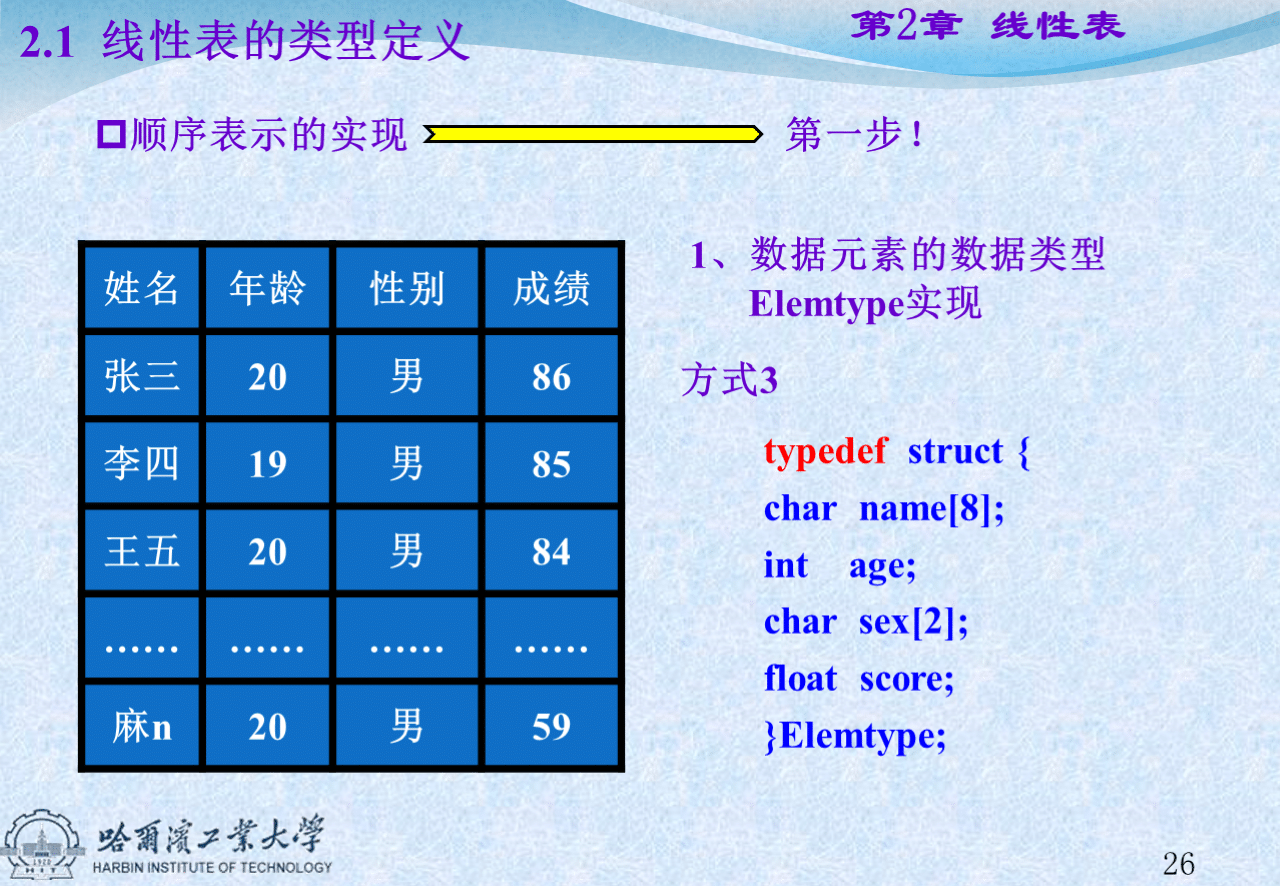 2.1 线性表的类型定义
第2章 线性表
顺序表示的实现
第一步！
姓名 年龄 性别 成绩
张三 20 男 86
李四 19 男 85
王五 20 男 84
…… …… …… ……
麻n 20 男 59
1、数据元素的数据类型
Elemtype实现
方式3
typedef struct {
char name[8];
int age;
char sex[2];
float score;
}Elemtype;
1920
HIT
哈爾濱工業大學
HARBIN INSTITUTE OF TECHNOLOGY
26